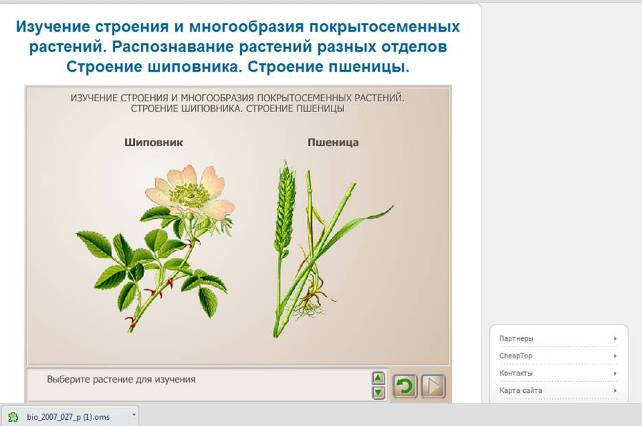 Изучение строения и многообразия покрытосеменных
растений. Распознавание растений разных отделов
Строение шиповника. Строение пшеницы.
ИЗУЧЕНИЕ СТРОЕНИЯ И МНОГООБРАЗИЯ ПОКРЫТОСЕМЕННЫХ РАСТЕНИЙ.
СТРОЕНИЕ ШИПОВНИКА. СТРОЕНИЕ ПШЕНИЦЫ
Шиповник
Пшеница
Выберите растение для изучения
Партнеры
CheapTop
Контакты
Карта сайта
bio_2007_027_p (1).oms